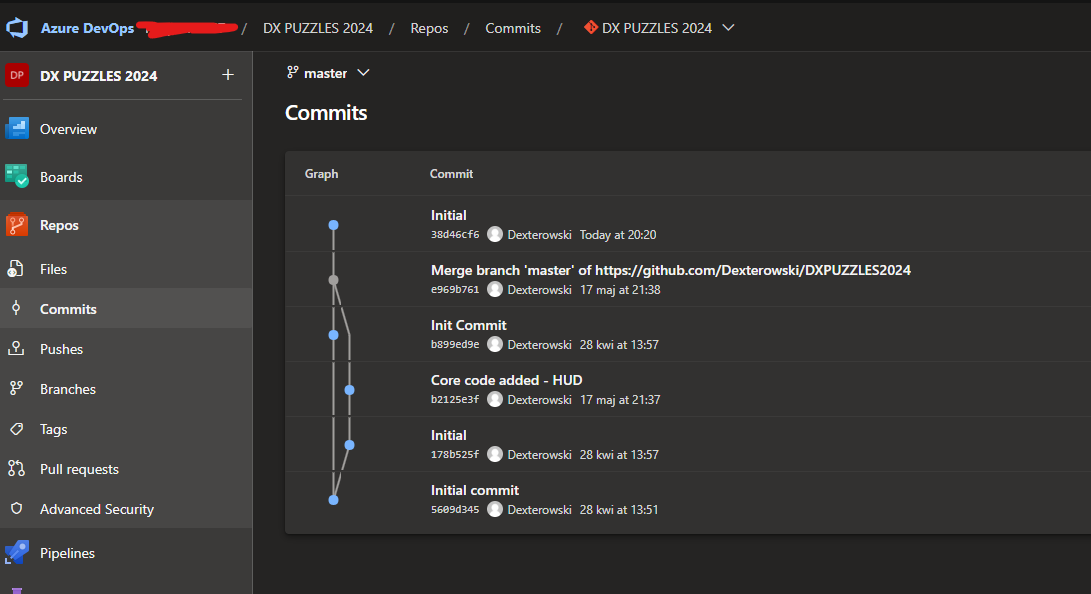 Azure DevOps / DX PUZZLES 2024 / Repos / Commits / DX PUZZLES 2024
DP DX PUZZLES 2024 +
Overview
Boards
Repos
Files
Commits
Pushes
Branches
Tags
Pull requests
Advanced Security
Pipelines
master
Commits
Graph Commit
Initial
38d46cf6 Dexterowski Today at 20:20
Merge branch 'master' of https://github.com/Dexterowski/DXPUZZLES2024
e969b761 Dexterowski 17 maj at 21:38
Init Commit
b899ed9e Dexterowski 28 kwi at 13:57
Core code added - HUD
b2125e3f Dexterowski 17 maj at 21:37
Initial
178b525f Dexterowski 28 kwi at 13:57
Initial commit
5609d345 Dexterowski 28 kwi at 13:51